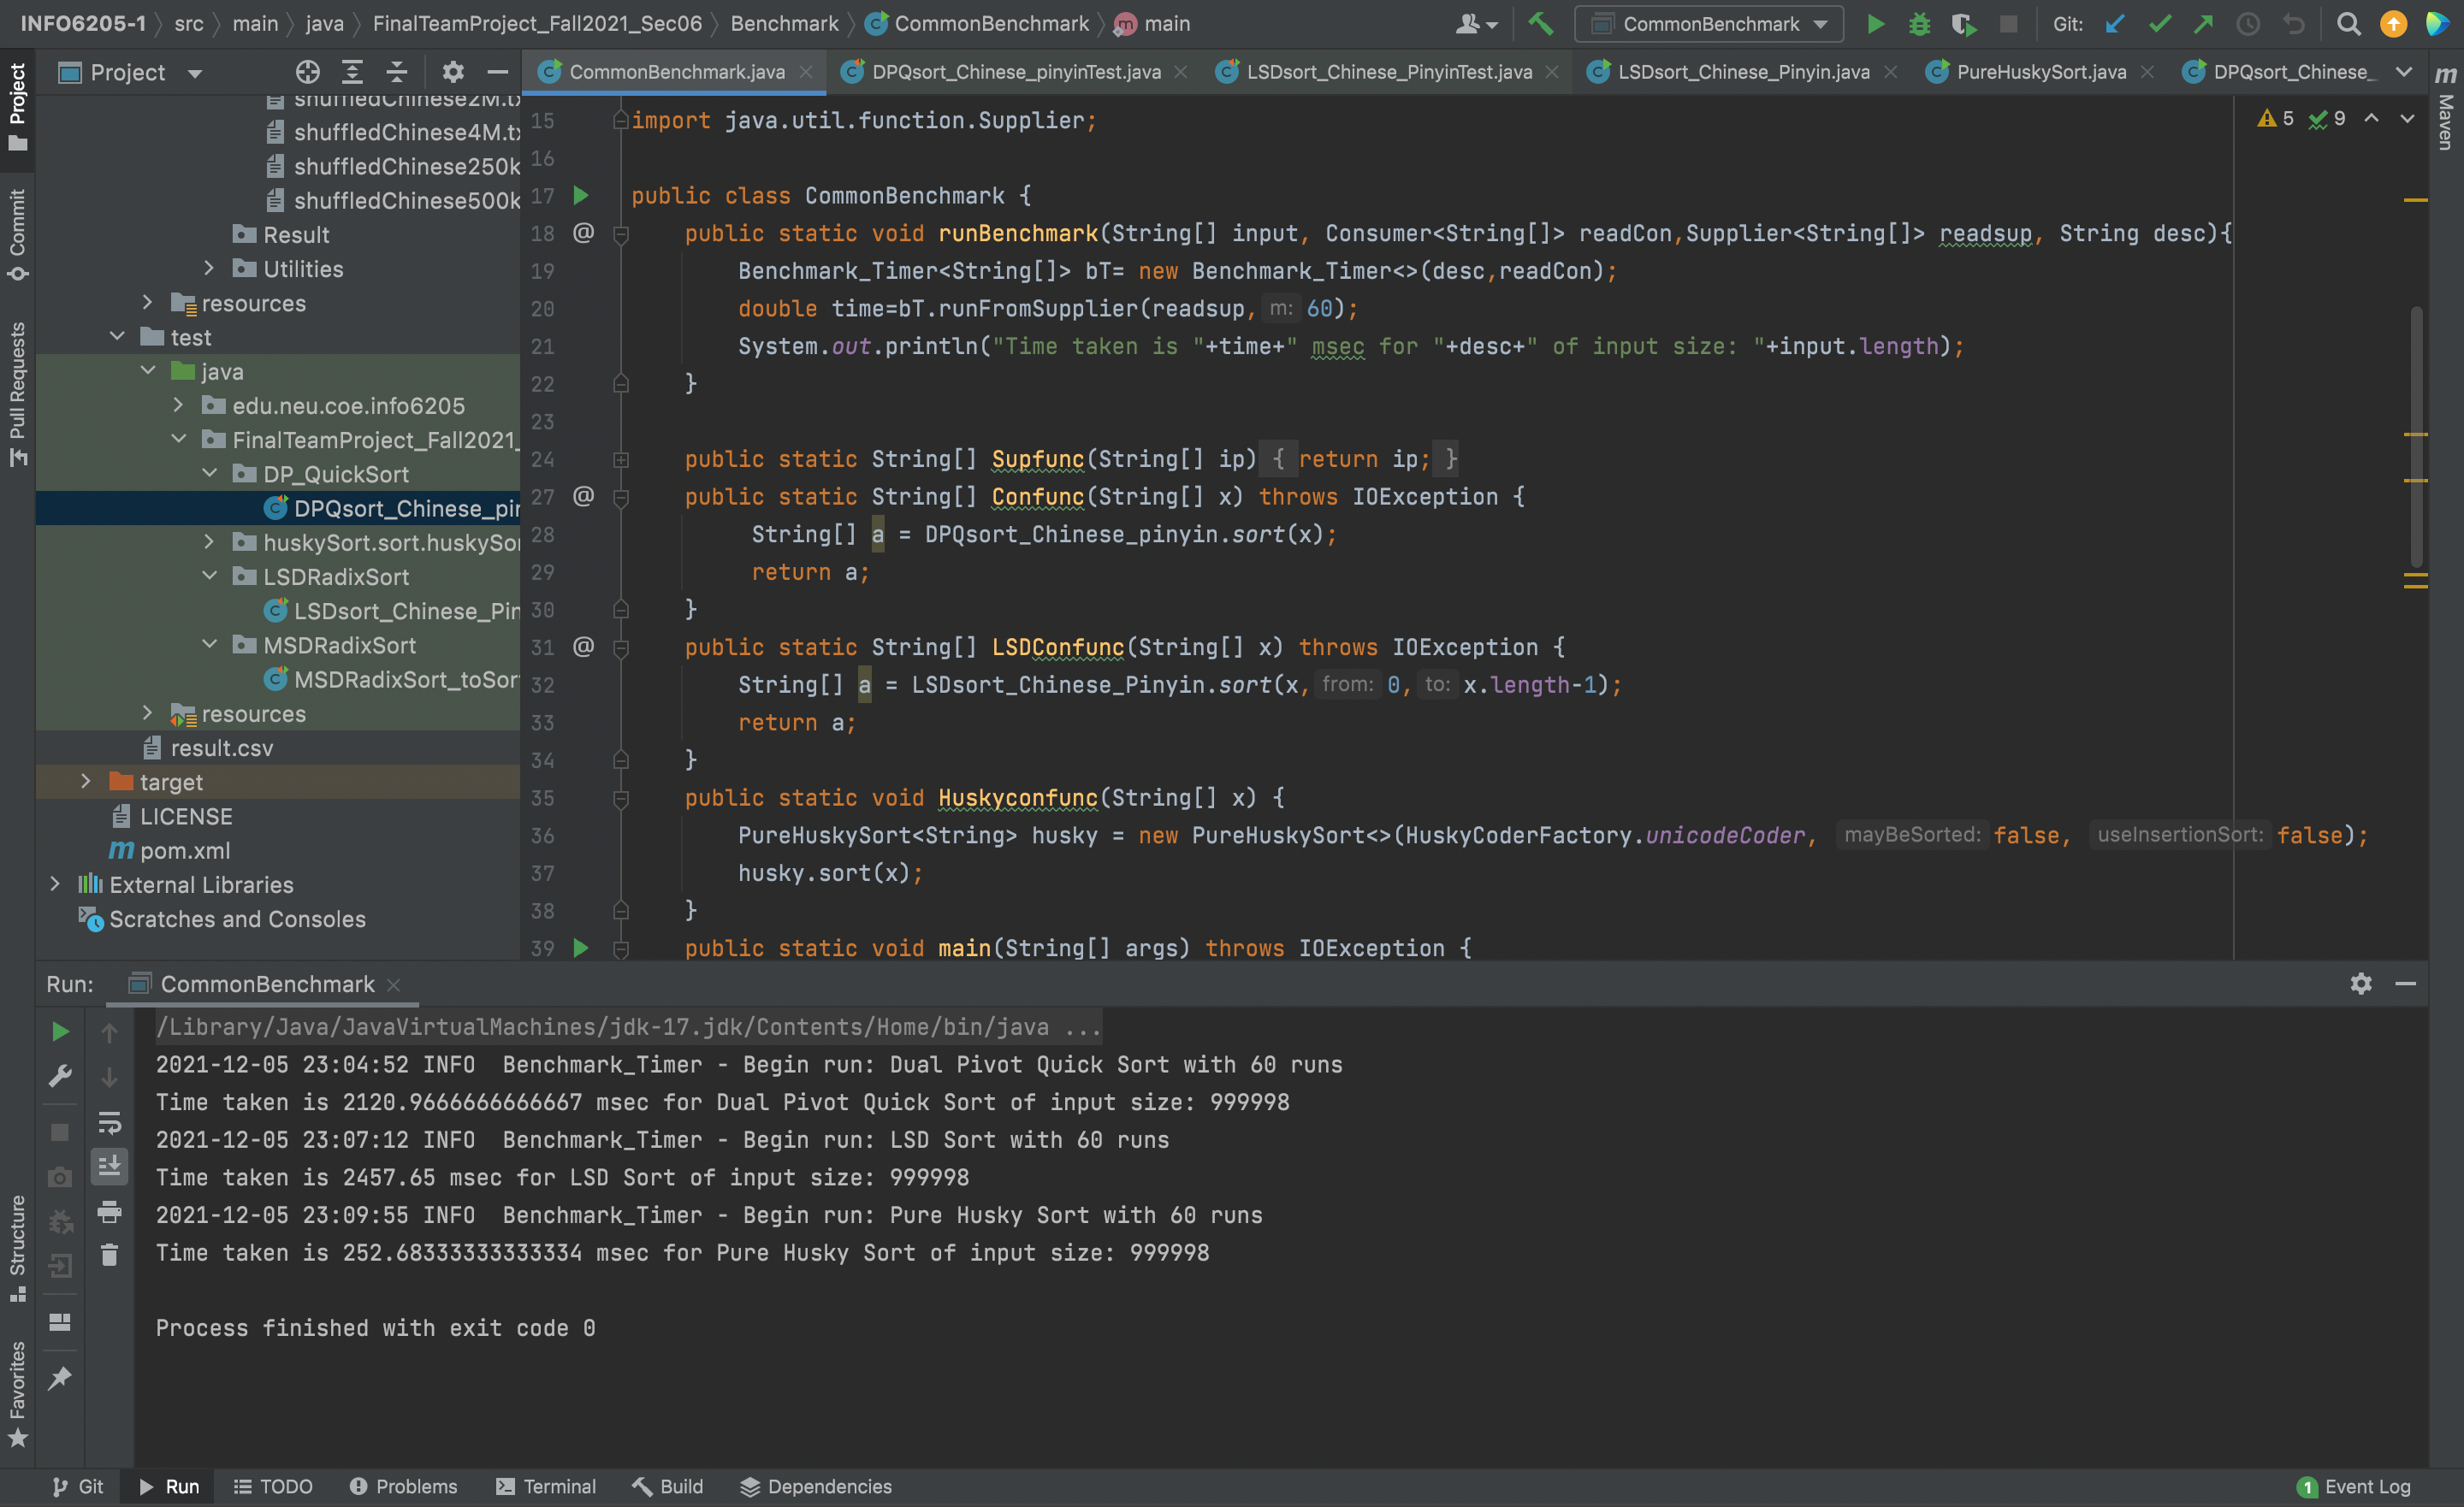 INFO6205-1 src main java FinalTeamProject_Fall2021_Sec06 Benchmark CommonBenchmark main
CommonBenchmark Git:
Project
CommonBenchmark.java DPQsort_Chinese_pinyinTest.java LSDsort_Chinese_PinyinTest.java LSDsort_Chinese_Pinyin.java PureHuskySort.java DPQsort_Chinese_
Project
Commit
Pull Requests
Structure
Favorites
Maven
shuffledChinese2M.tx
shuffledChinese4M.tx
shuffledChinese250k
shuffledChinese500k
Result
Utilities
resources
test
java
edu.neu.coe.info6205
FinalTeamProject_Fall2021_
DP_QuickSort
DPQsort_Chinese_pin
huskySort.sort.huskySor
LSDRadixSort
LSDsort_Chinese_Pin
MSDRadixSort
MSDRadixSort_toSor
resources
result.csv
target
LICENSE
pom.xml
External Libraries
Scratches and Consoles
5 9
15 import java.util.function.Supplier;
16
17 public class CommonBenchmark {
18 @ public static void runBenchmark(String[] input, Consumer<String[]> readCon,Supplier<String[]> readsup, String desc){
19 Benchmark_Timer<String[]> bT= new Benchmark_Timer<>(desc,readCon);
20 double time=bT.runFromSupplier(readsup, m: 60);
21 System.out.println("Time taken is "+time+" msec for "+desc+" of input size: "+input.length);
22 }
23
24 public static String[] Supfunc(String[] ip) { return ip; }
27 @ public static String[] Confunc(String[] x) throws IOException {
28 String[] a = DPQsort_Chinese_pinyin.sort(x);
29 return a;
30 }
31 @ public static String[] LSDConfunc(String[] x) throws IOException {
32 String[] a = LSDsort_Chinese_Pinyin.sort(x, from: 0, to: x.length-1);
33 return a;
34 }
35 public static void Huskyconfunc(String[] x) {
36 PureHuskySort<String> husky = new PureHuskySort<>(HuskyCoderFactory.unicodeCoder, mayBeSorted: false, useInsertionSort: false);
37 husky.sort(x);
38 }
39 public static void main(String[] args) throws IOException {
Run: CommonBenchmark
/Library/Java/JavaVirtualMachines/jdk-17.jdk/Contents/Home/bin/java ...
2021-12-05 23:04:52 INFO  Benchmark_Timer - Begin run: Dual Pivot Quick Sort with 60 runs
Time taken is 2120.9666666666667 msec for Dual Pivot Quick Sort of input size: 999998
2021-12-05 23:07:12 INFO  Benchmark_Timer - Begin run: LSD Sort with 60 runs
Time taken is 2457.65 msec for LSD Sort of input size: 999998
2021-12-05 23:09:55 INFO  Benchmark_Timer - Begin run: Pure Husky Sort with 60 runs
Time taken is 252.68333333333334 msec for Pure Husky Sort of input size: 999998
Process finished with exit code 0
Git Run TODO Problems Terminal Build Dependencies 1 Event Log